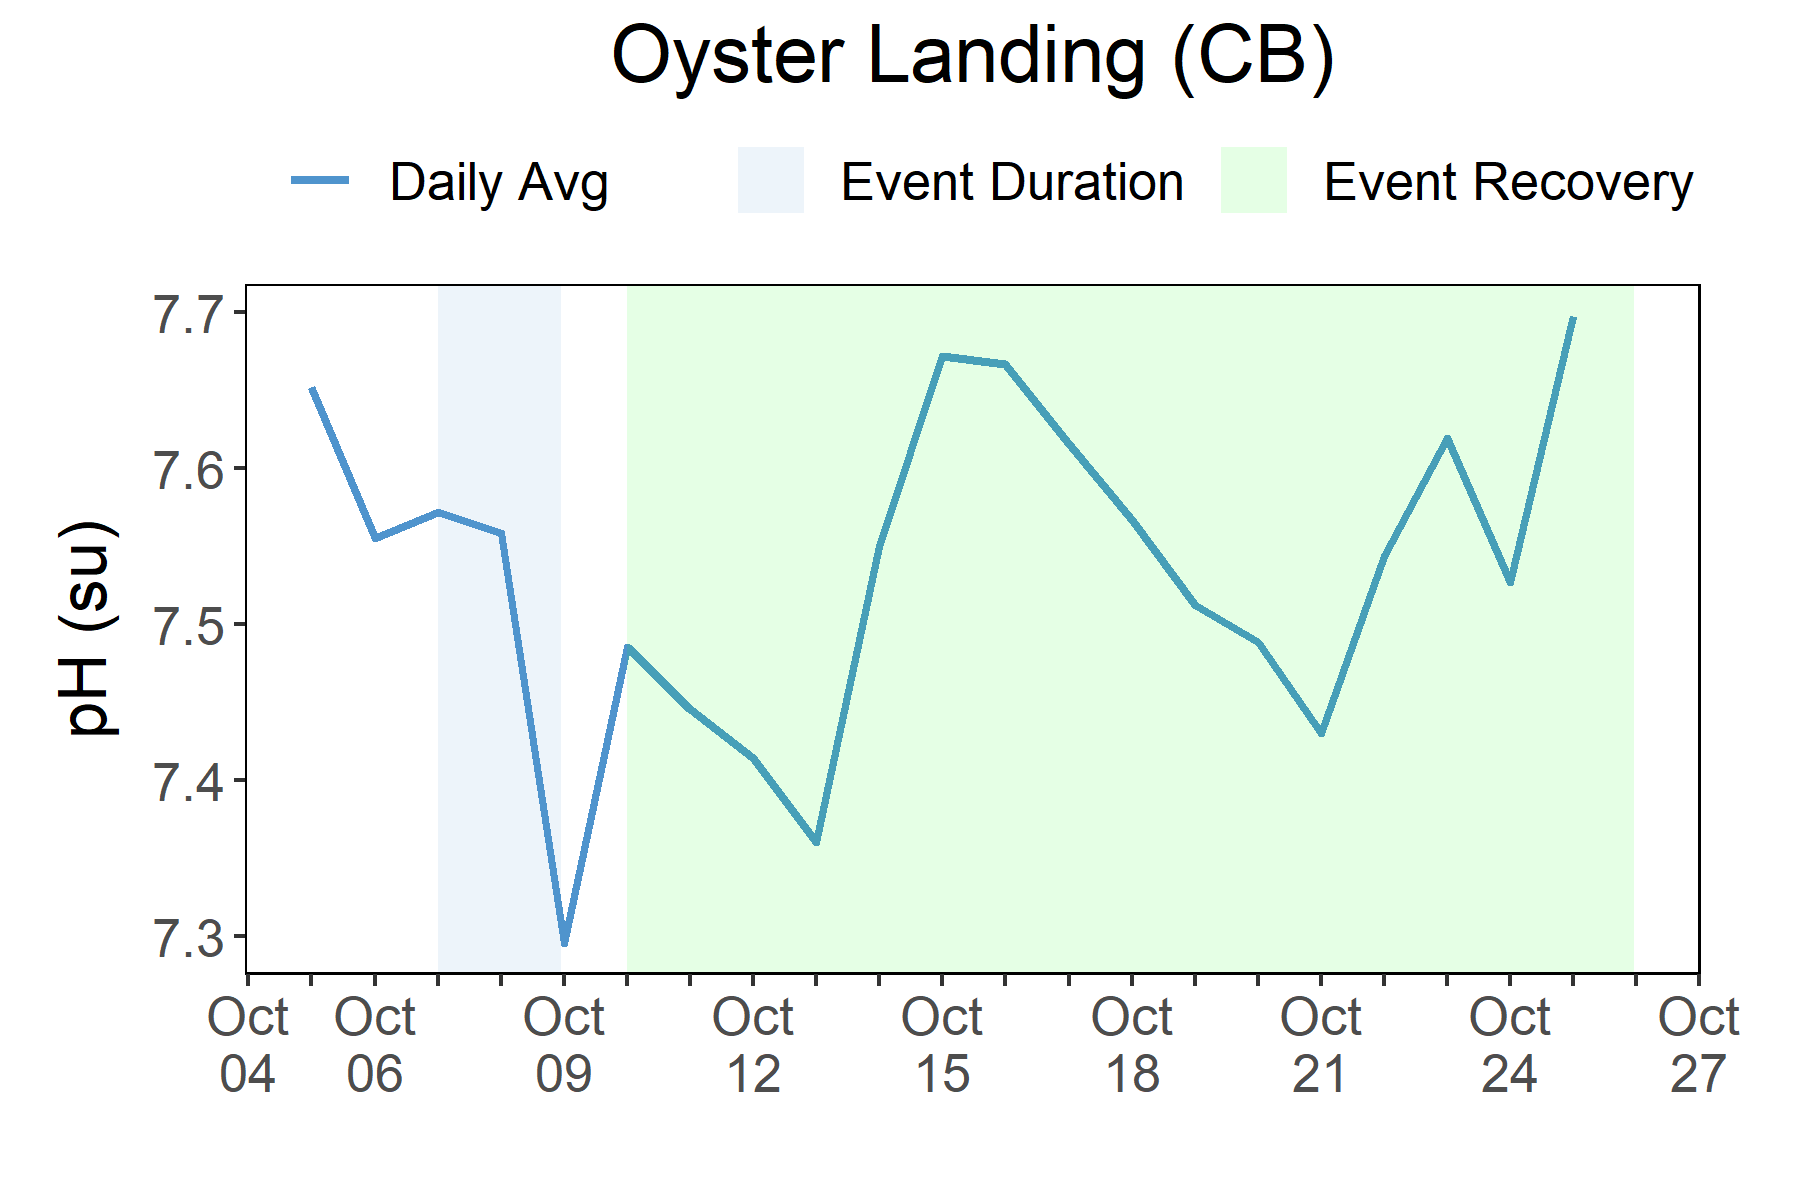 Oyster Landing (CB)
Daily Avg Event Duration Event Recovery
pH (su)
7.7
7.6
7.5
7.4
7.3
Oct Oct Oct Oct Oct Oct Oct Oct Oct
04 06 09 12 15 18 21 24 27